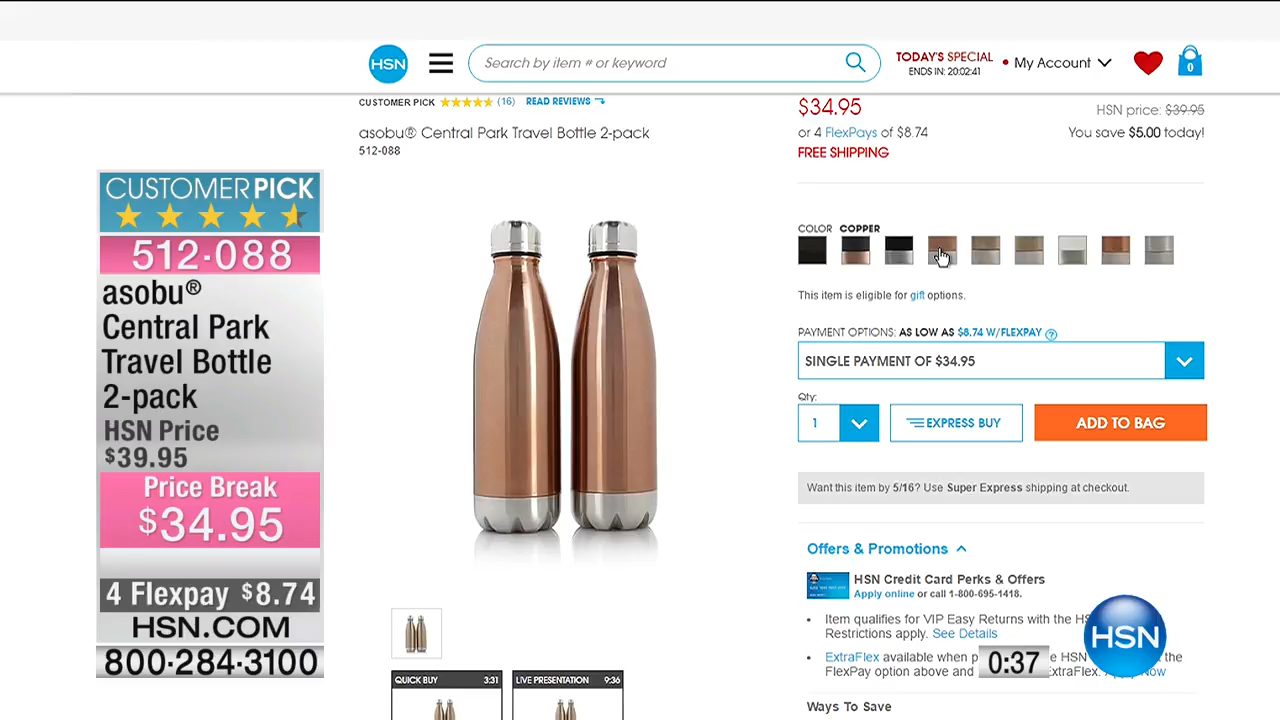 HSN
Search by item # or keyword
TODAY'S SPECIAL
ENDS IN: 20:02:41
My Account
0
CUSTOMER PICK
(16)
READ REVIEWS
asobu® Central Park Travel Bottle 2-pack
512-088
$34.95
HSN price: $39.95
or 4 FlexPays of $8.74
You save $5.00 today!
FREE SHIPPING
COLOR COPPER
This item is eligible for gift options.
PAYMENT OPTIONS: AS LOW AS $8.74 W/FLEXPAY ?
SINGLE PAYMENT OF $34.95
Qty:
1
EXPRESS BUY
ADD TO BAG
Want this item by 5/16? Use Super Express shipping at checkout.
Offers & Promotions
HSN Credit Card Perks & Offers
Apply online or call 1-800-695-1418.
• Item qualifies for VIP Easy Returns with the HS
Restrictions apply. See Details
• ExtraFlex available when p e HSN the
FlexPay option above and ExtraFlex. Now
Ways To Save
CUSTOMER PICK
512-088
asobu®
Central Park
Travel Bottle
2-pack
HSN Price
$39.95
Price Break
$34.95
4 Flexpay $8.74
HSN.COM
800-284-3100
QUICK BUY 3:31
LIVE PRESENTATION 9:36
HSN
0:37